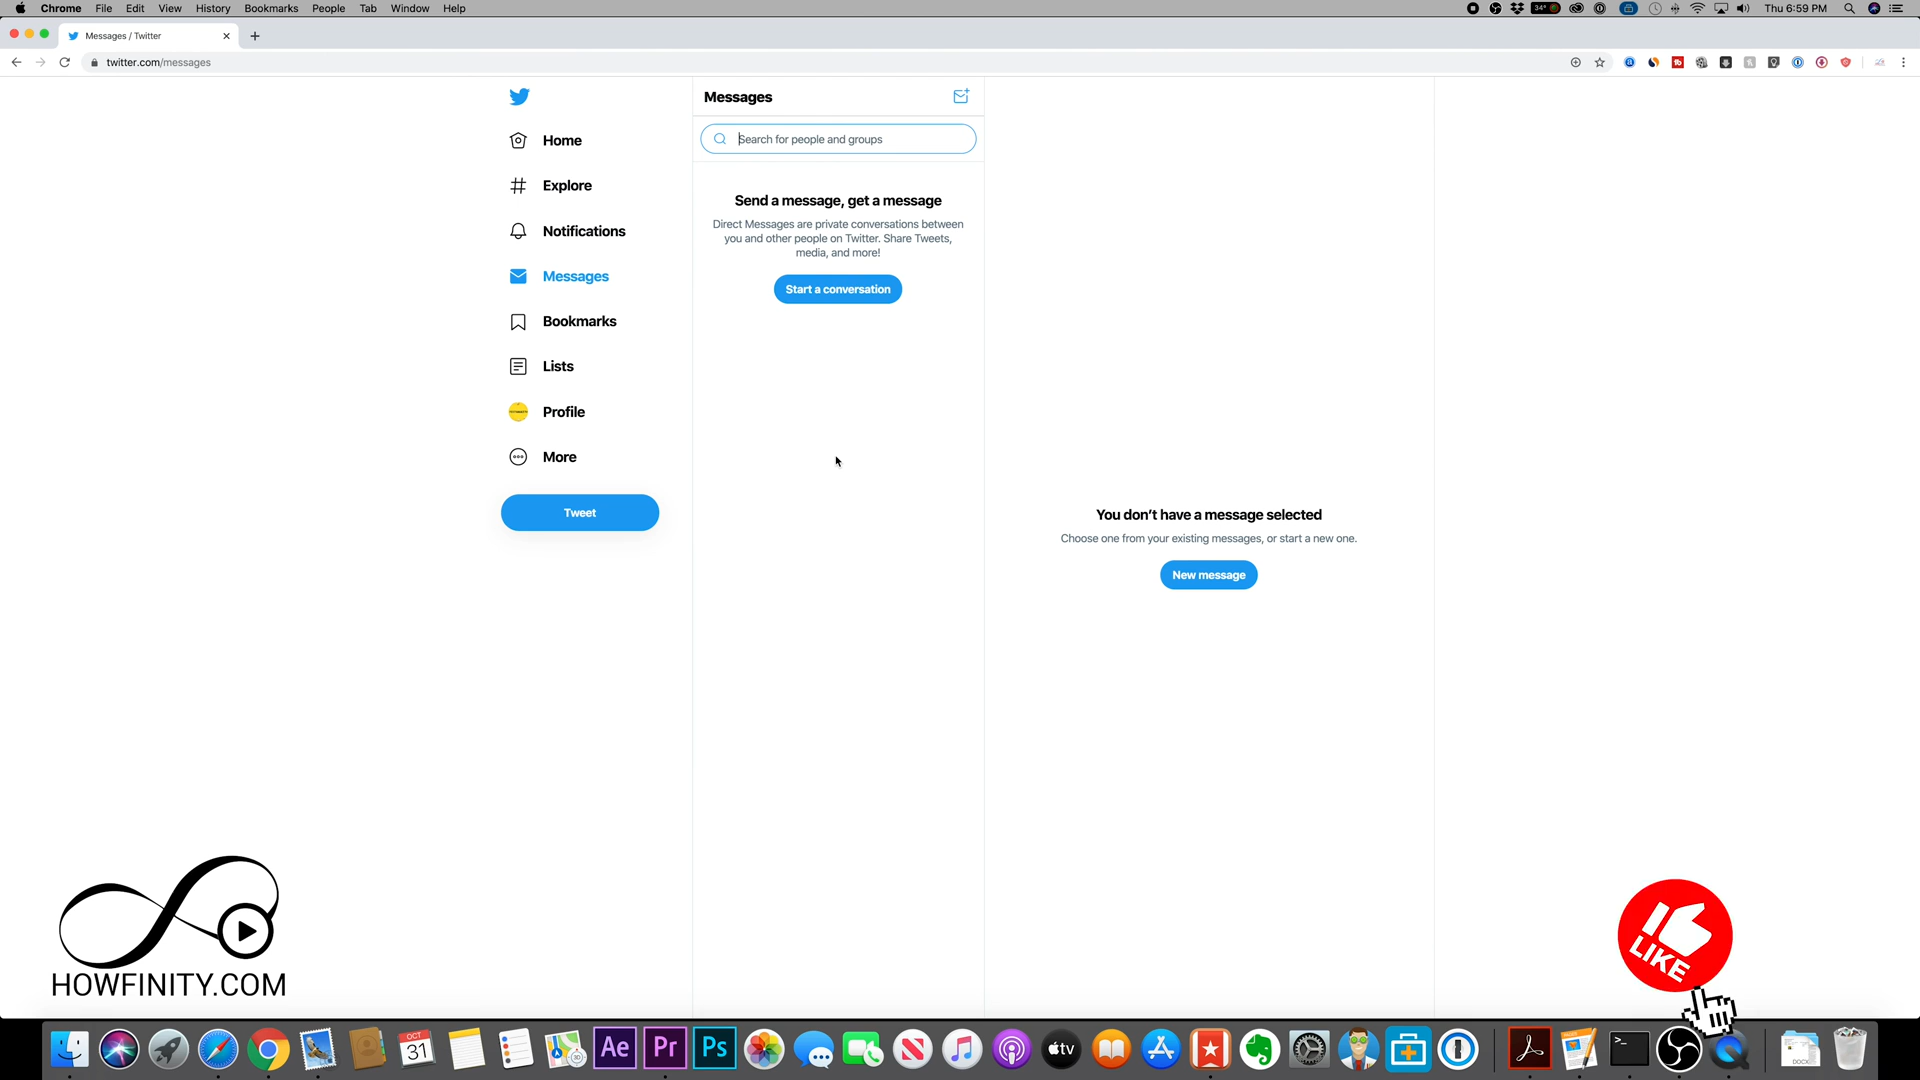 Chrome File Edit View History Bookmarks People Tab Window Help
34°
Thu 6:59 PM
Messages / Twitter
twitter.com/messages
Home
Explore
Notifications
Messages
Bookmarks
Lists
Profile
More
Tweet
Messages
Search for people and groups
Send a message, get a message
Direct Messages are private conversations between
you and other people on Twitter. Share Tweets,
media, and more!
Start a conversation
You don't have a message selected
Choose one from your existing messages, or start a new one.
New message
HOWFINITY.COM
LIKE
OCT
31
Ae
Pr
Ps
tv
DOCX